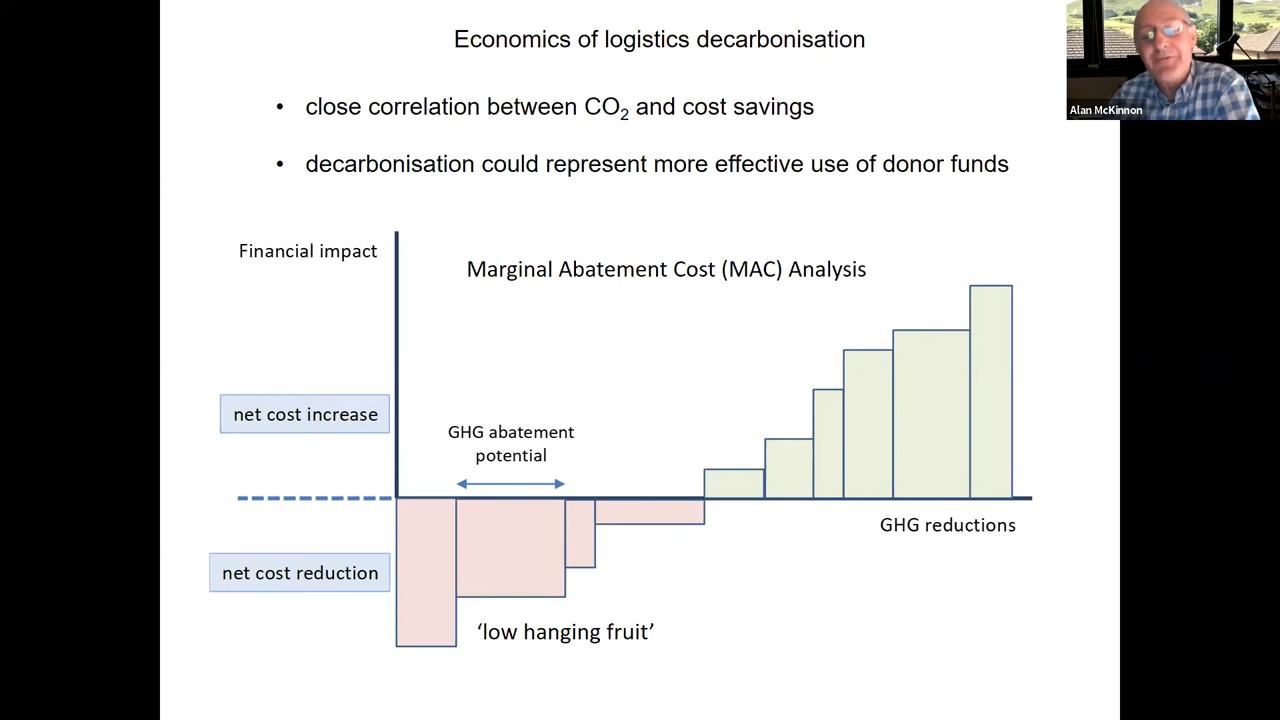 Economics of logistics decarbonisation
Alan McKinnon
• close correlation between CO₂ and cost savings
• decarbonisation could represent more effective use of donor funds
Financial impact
Marginal Abatement Cost (MAC) Analysis
net cost increase
GHG abatement
potential
GHG reductions
net cost reduction
‘low hanging fruit’